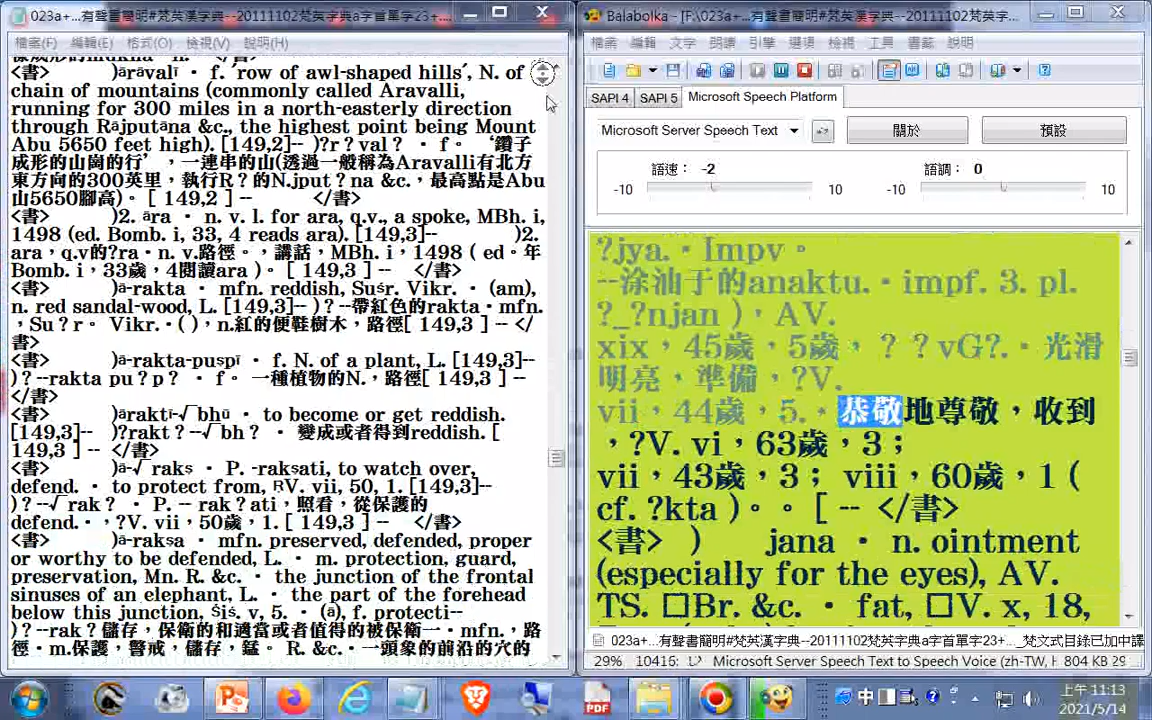 023a+...有聲書簡明#梵英漢字典--20111102梵英字典a字首單字23+...
檔案(F) 編輯(E) 格式(O) 檢視(V) 說明(H)
<書> )ārāvalī · f. 'row of awl-shaped hills', N. of
chain of mountains (commonly called Aravalli,
running for 300 miles in a north-easterly direction
through Rājputāna &c., the highest point being Mount
Abu 5650 feet high). [149,2] -- )?r ? val ? · f。 '鑽子
成形的山崗的行'，一連串的山(透過一般稱為Aravalli有北方
東方向的300英里，執行R ? 的N.jput ? na &c.，最高點是Abu
山5650腳高)。[ 149,2 ] -- </書>
<書> )2. āra · n. v. l. for ara, q.v., a spoke, MBh. i,
1498 (ed. Bomb. i, 33, 4 reads ara). [149,3]-- )2.
ara，q.v的?ra · n. v.路徑。，講話，MBh. i，1498 ( ed。年
Bomb. i，33歲，4閱讀ara )。[ 149,3 ] -- </書>
<書> )ā-rakta · mfn. reddish, Suśr. Vikr. · (am),
n. red sandal-wood, L. [149,3]-- )? --帶紅色的rakta · mfn.
，Su ? r。 Vikr. · ( )，n.紅的便鞋樹木，路徑[ 149,3 ] -- </
書>
<書> )ā-rakta-puṣpī · f. N. of a plant, L. [149,3]--
)? --rakta pu ? p ? · f。 一種植物的N.，路徑[ 149,3 ] --
</書>
<書> )āraktī-√bhū · to become or get reddish.
[149,3]-- )?rakt ? --√bh ? · 變成或者得到reddish. [
149,3 ] -- </書>
<書> )ā-√rakṣ · P. -rakṣati, to watch over,
defend. · to protect from, ṚV. vii, 50, 1. [149,3]--
)? --√rak ? · P. -- rak ? ati，照看，從保護的
defend.·，?V. vii，50歲，1. [ 149,3 ] -- </書>
<書> )ā-rakṣa · mfn. preserved, defended, proper
or worthy to be defended, L. · m. protection, guard,
preservation, Mn. R. &c. · the junction of the frontal
sinuses of an elephant, L. · the part of the forehead
below this junction, Śiś. v, 5. · (ā), f. protecti--
)? --rak ? 儲存，保衛的和適當或者值得的被保衛一 · mfn.，路
徑 · m.保護，警戒，儲存，錳。 R. &c. · 一頭象的前沿的穴的
Balabolka - [F:\023a+...有聲書簡明#梵英漢字典--20111102梵英字...
檔案 編輯 文字 朗讀 引擎 選項 檢視 工具 書籤 說明
SAPI 4 SAPI 5 Microsoft Speech Platform
Microsoft Server Speech Text 關於 預設
語速： -2 語調： 0
-10 10 -10 10
?jya. · Impv。
--涂油于的anaktu. · impf. 3. pl.
?_?njan )，AV.
xix，45歲，5歲，? ? vG?. · 光滑
明亮，準備，?V.
vii，44歲，5. · 恭敬地尊敬，收到
，?V. vi，63歲，3；
vii，43歲，3； viii，60歲，1 (
cf. ?kta )。。[ -- </書>
<書> ) jana · n. ointment
(especially for the eyes), AV.
TS. □Br. &c. · fat, □V. x, 18,
023a+...有聲書簡明#梵英漢字典--20111102梵英字典a字首單字23+..._梵文式目錄已加中譯
29% 10416: Microsoft Server Speech Text to Speech Voice (zh-TW, H 804 KB 29
中
PDF
上午 11:13
2021/5/14